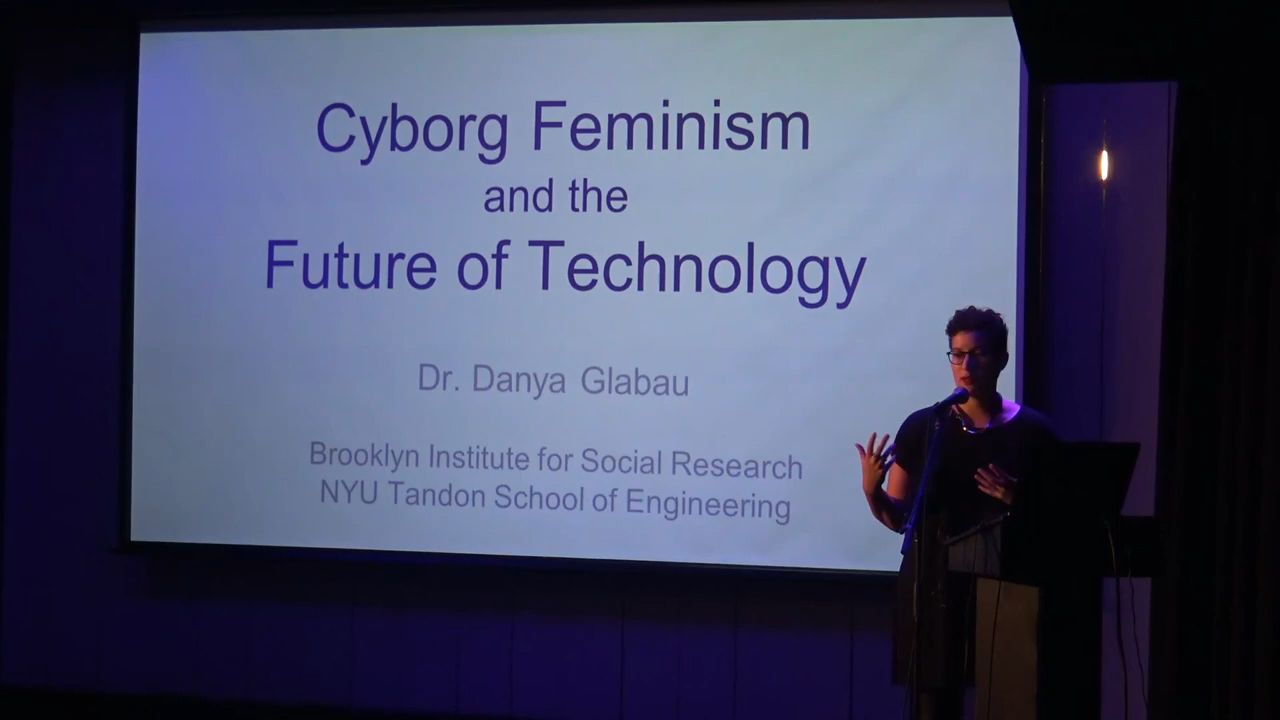 Cyborg Feminism
and the
Future of Technology
Dr. Danya Glabau
Brooklyn Institute for Social Research
NYU Tandon School of Engineering